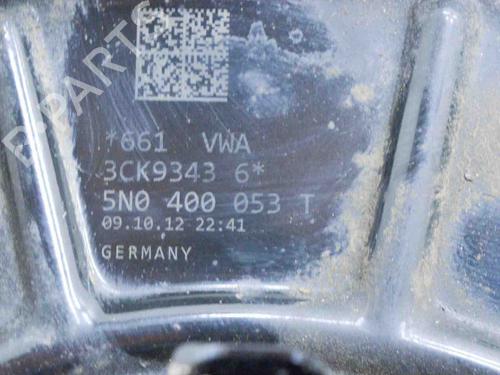 B-PARTS
*661 VWA
3CK9343 6*
5N0 400 053 T
09.10.12 22:41
GERMANY